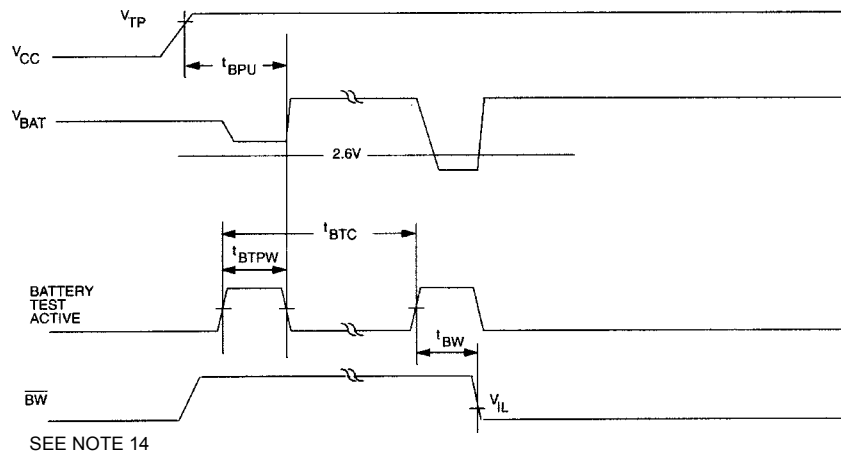 VTP
VCC
tBPU
VBAT
2.6V
tBTC
tBTPW
BATTERY
TEST
ACTIVE
tBW
BW
VIL
SEE NOTE 14